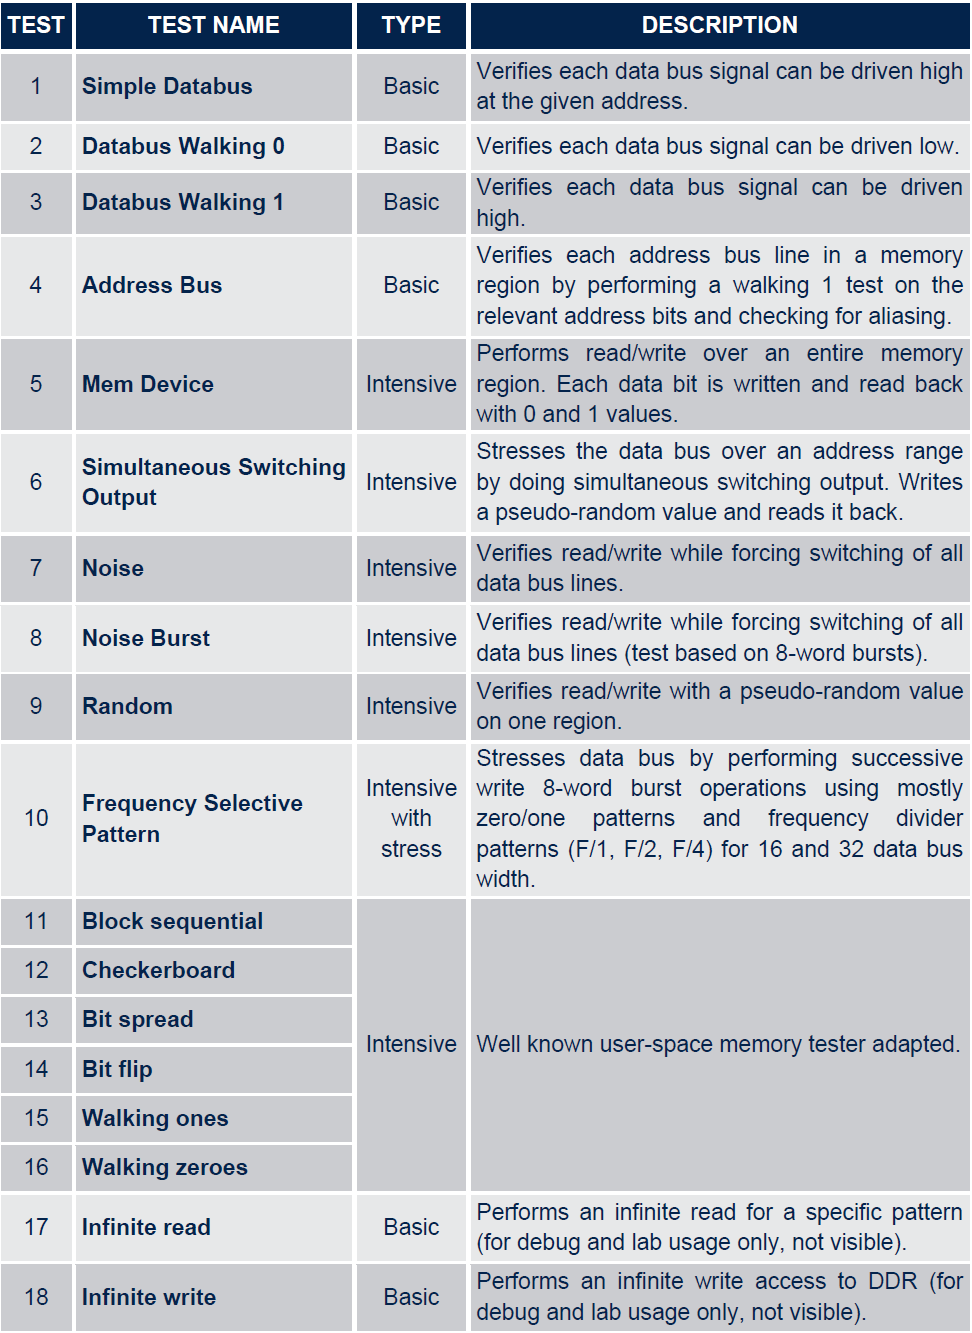 TEST TEST NAME TYPE DESCRIPTION
1 Simple Databus Basic Verifies each data bus signal can be driven high
at the given address.
2 Databus Walking 0 Basic Verifies each data bus signal can be driven low.
3 Databus Walking 1 Basic Verifies each data bus signal can be driven
high.
4 Address Bus Basic Verifies each address bus line in a memory
region by performing a walking 1 test on the
relevant address bits and checking for aliasing.
5 Mem Device Intensive Performs read/write over an entire memory
region. Each data bit is written and read back
with 0 and 1 values.
6 Simultaneous Switching
Output Intensive Stresses the data bus over an address range
by doing simultaneous switching output. Writes
a pseudo-random value and reads it back.
7 Noise Intensive Verifies read/write while forcing switching of all
data bus lines.
8 Noise Burst Intensive Verifies read/write while forcing switching of all
data bus lines (test based on 8-word bursts).
9 Random Intensive Verifies read/write with a pseudo-random value
on one region.
10 Frequency Selective
Pattern Intensive
with
stress Stresses data bus by performing successive
write 8-word burst operations using mostly
zero/one patterns and frequency divider
patterns (F/1, F/2, F/4) for 16 and 32 data bus
width.
11 Block sequential
12 Checkerboard
13 Bit spread
14 Bit flip
15 Walking ones
16 Walking zeroes
Intensive Well known user-space memory tester adapted.
17 Infinite read Basic Performs an infinite read for a specific pattern
(for debug and lab usage only, not visible).
18 Infinite write Basic Performs an infinite write access to DDR (for
debug and lab usage only, not visible).